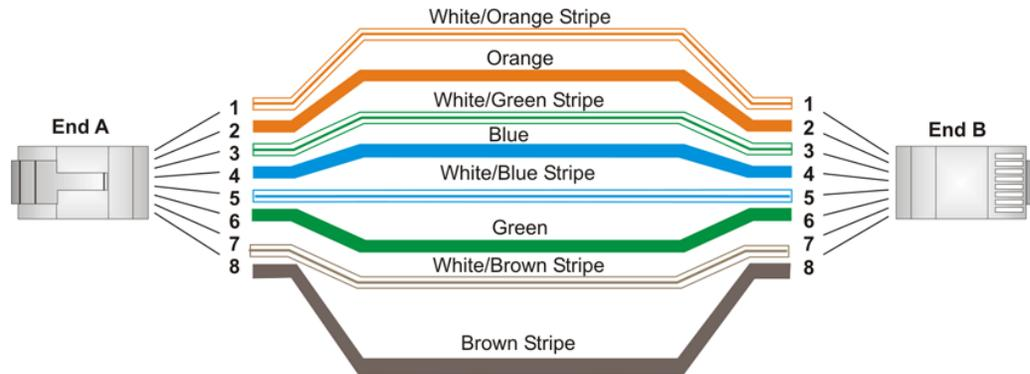 White/Orange Stripe
Orange
1 White/Green Stripe 1
End A 2 2 End B
3 Blue 3
4 White/Blue Stripe 4
5 5
6 Green 6
7 7
8 White/Brown Stripe 8
Brown Stripe